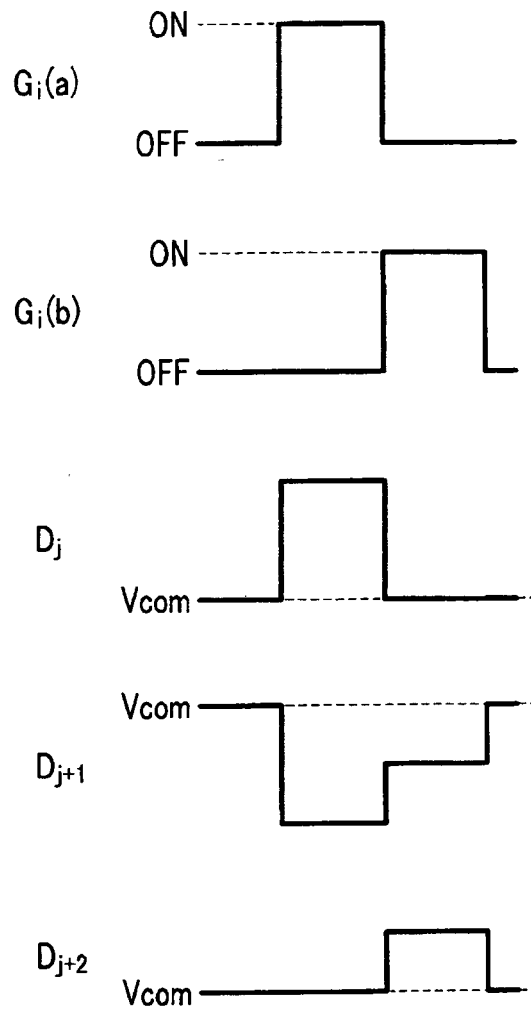 ON
Gᵢ(a)
OFF
ON
Gᵢ(b)
OFF
Dⱼ
Vcom
Vcom
Dⱼ₊₁
Dⱼ₊₂
Vcom